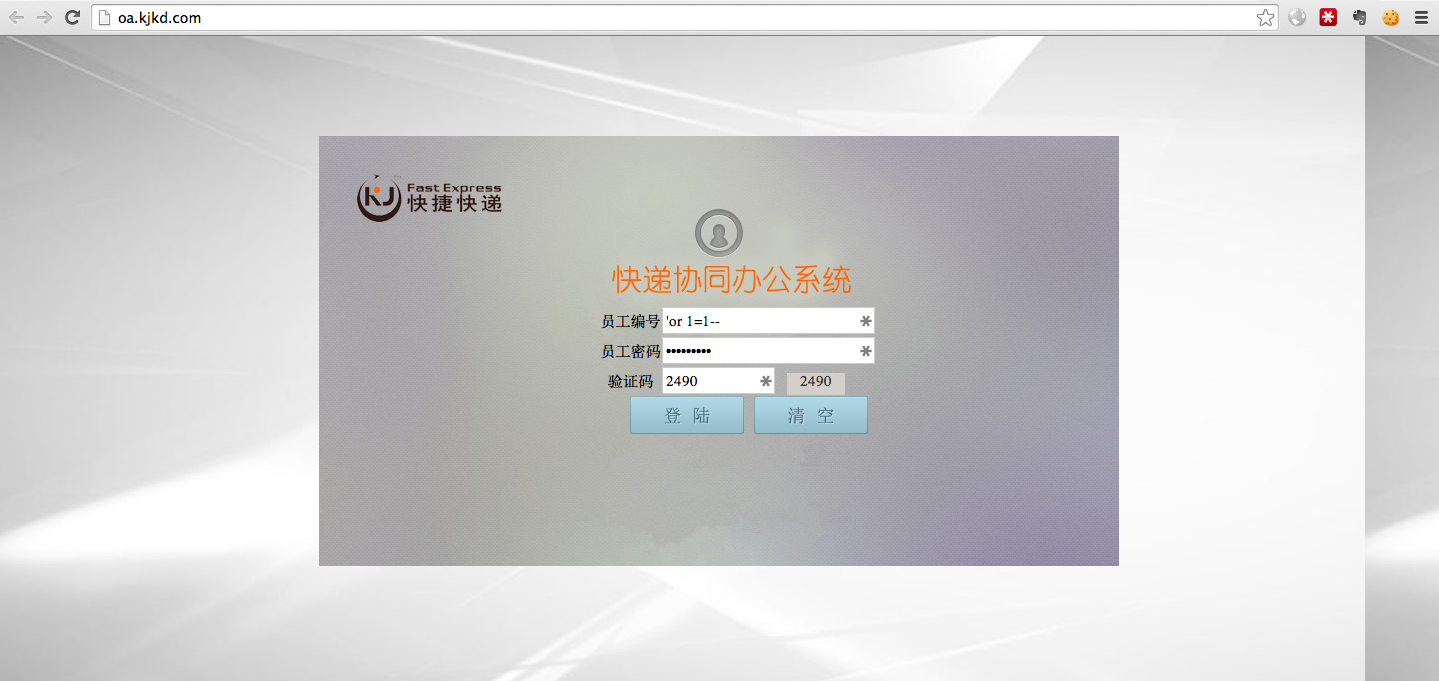 oa.kjkd.com
KJ
Fast Express
快捷快递
快递协同办公系统
员工编号 'or 1=1--
员工密码 •••••••••
验证码 2490 2490
登 陆 清 空